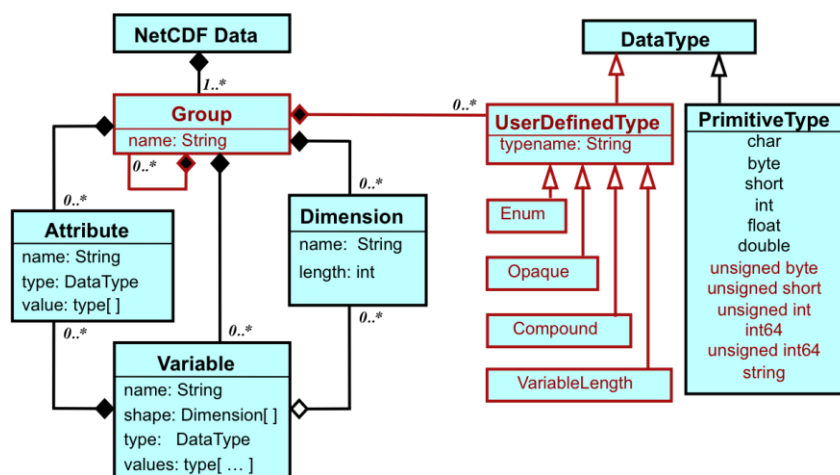 NetCDF Data
1..*
Group
name: String
0..*
0..*
0..*
0..*
0..*
Attribute
name: String
type: DataType
value: type[ ]
0..*
Dimension
name: String
length: int
0..*
Variable
name: String
shape: Dimension[ ]
type: DataType
values: type[ ... ]
DataType
UserDefinedType
typename: String
Enum
Opaque
Compound
VariableLength
PrimitiveType
char
byte
short
int
float
double
unsigned byte
unsigned short
unsigned int
int64
unsigned int64
string